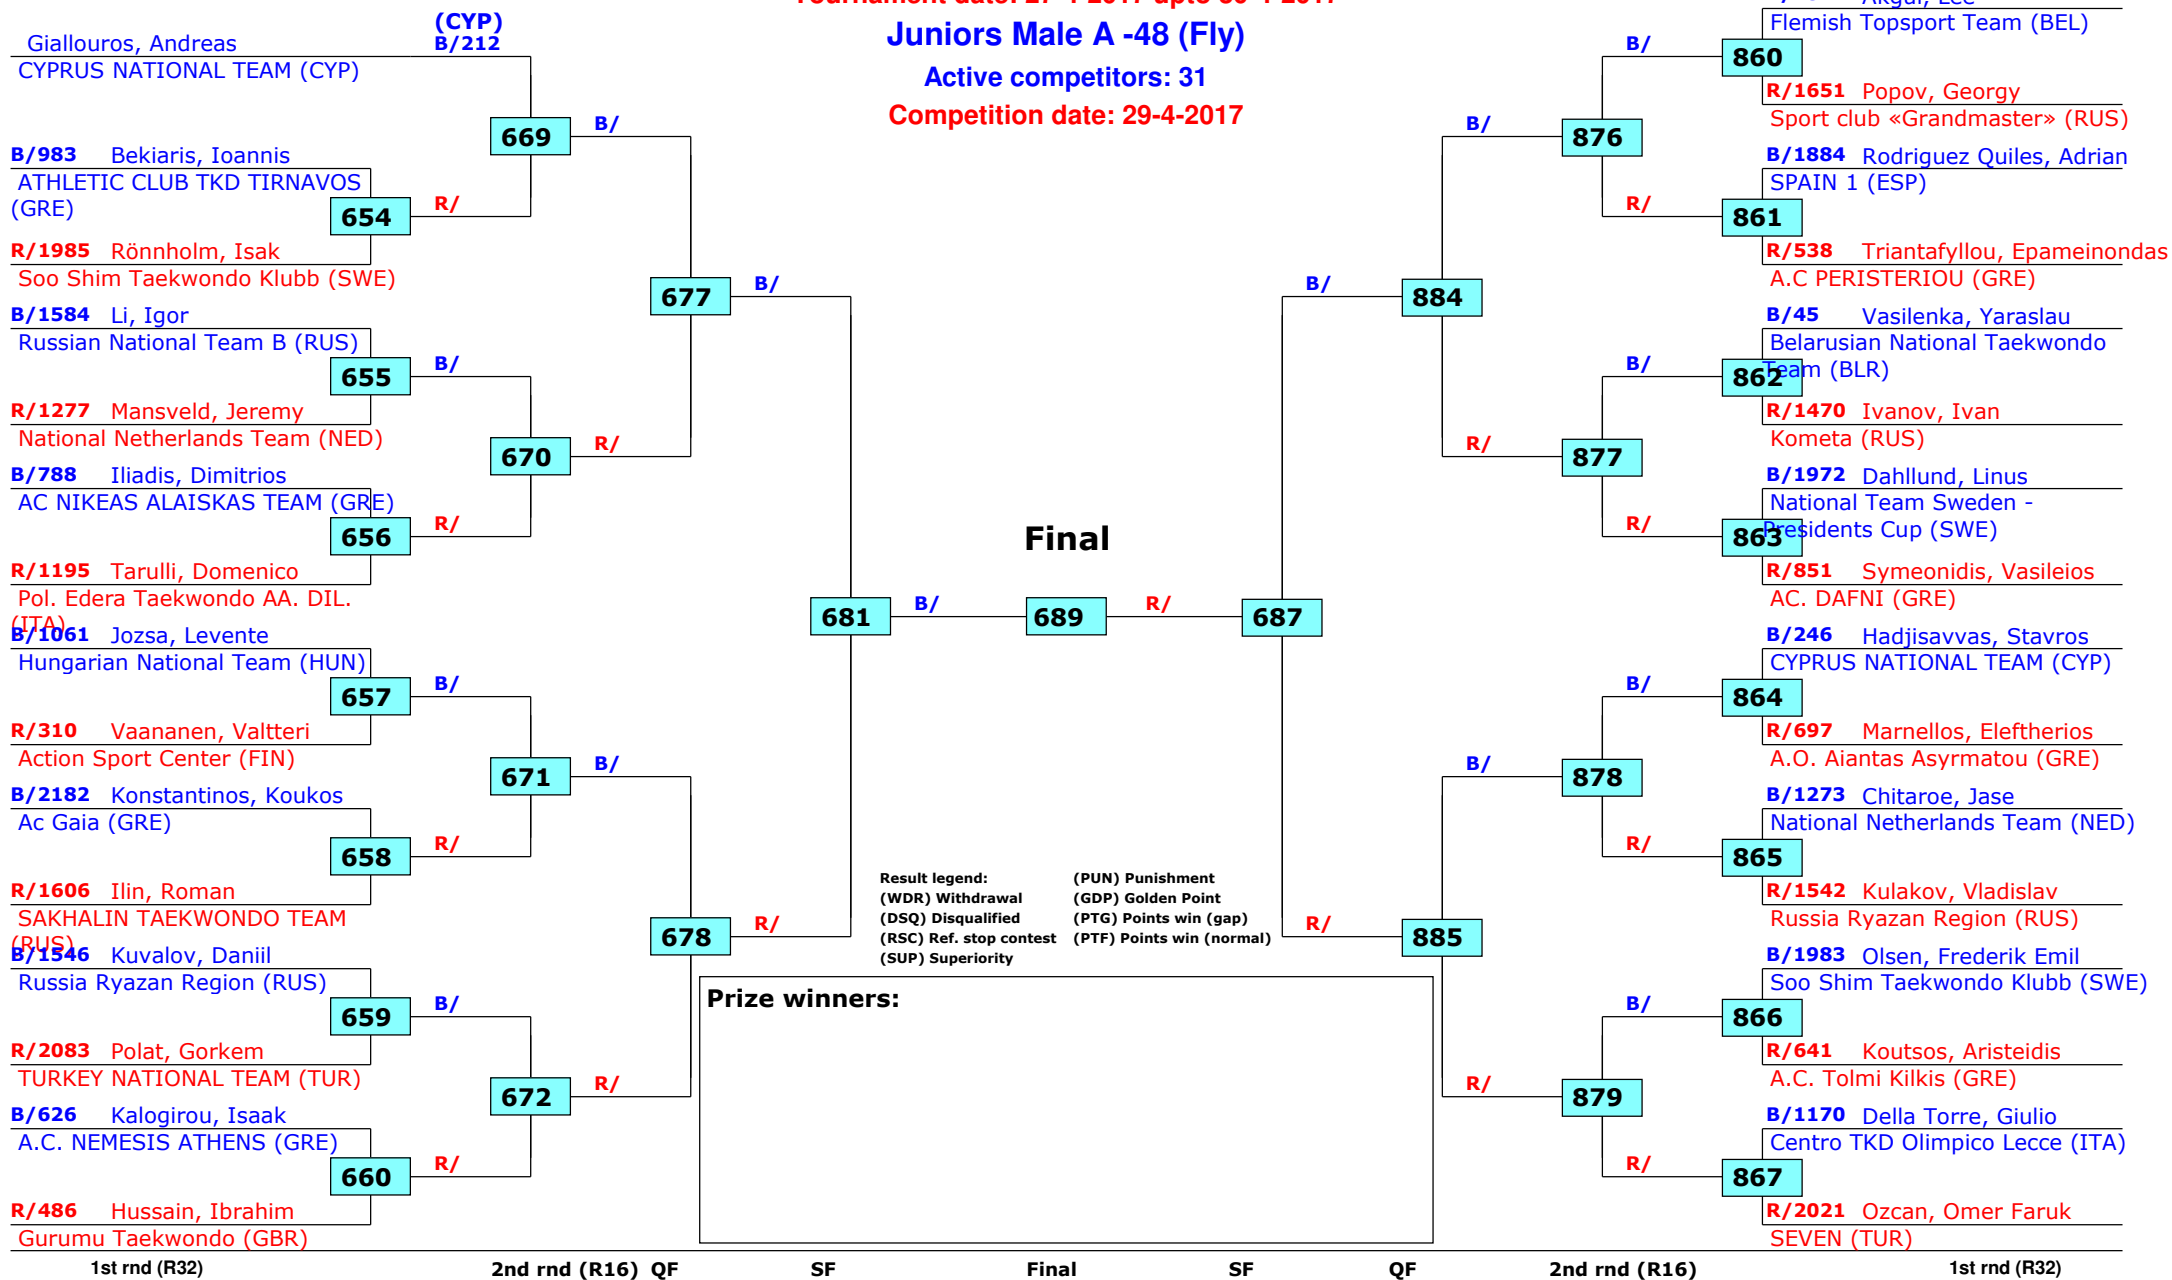 (CYP)
Giallouros, Andreas
B/212
CYPRUS NATIONAL TEAM (CYP)
B/983 Bekiaris, Ioannis
ATHLETIC CLUB TKD TIRNAVOS
(GRE)
654
R/1985 Rönnholm, Isak
Soo Shim Taekwondo Klubb (SWE)
B/1584 Li, Igor
Russian National Team B (RUS)
655
R/1277 Mansveld, Jeremy
National Netherlands Team (NED)
B/788 Iliadis, Dimitrios
AC NIKEAS ALAISKAS TEAM (GRE)
656
R/1195 Tarulli, Domenico
Pol. Edera Taekwondo AA. DIL.
(ITA)
B/1061 Jozsa, Levente
Hungarian National Team (HUN)
657
R/310 Vaananen, Valtteri
Action Sport Center (FIN)
B/2182 Konstantinos, Koukos
Ac Gaia (GRE)
658
R/1606 Ilin, Roman
SAKHALIN TAEKWONDO TEAM
(RUS)
B/1546 Kuvalov, Daniil
Russia Ryazan Region (RUS)
659
R/2083 Polat, Gorkem
TURKEY NATIONAL TEAM (TUR)
B/626 Kalogirou, Isaak
A.C. NEMESIS ATHENS (GRE)
660
R/486 Hussain, Ibrahim
Gurumu Taekwondo (GBR)
669
R/
B/
670
R/
B/
671
R/
B/
672
R/
B/
677
R/
B/
678
R/
B/
681
R/
Tournament date: 27-4-2017 upto 30-4-2017
Juniors Male A -48 (Fly)
Active competitors: 31
Competition date: 29-4-2017
Final
B/
B/
689
R/
687
B/
R/
884
B/
R/
885
B/
R/
876
B/
R/
877
B/
R/
878
B/
R/
879
B/
R/
Result legend:
(WDR) Withdrawal
(DSQ) Disqualified
(RSC) Ref. stop contest
(SUP) Superiority
(PUN) Punishment
(GDP) Golden Point
(PTG) Points win (gap)
(PTF) Points win (normal)
Prize winners:
Flemish Topsport Team (BEL)
860
R/1651 Popov, Georgy
Sport club «Grandmaster» (RUS)
B/1884 Rodriguez Quiles, Adrian
SPAIN 1 (ESP)
861
R/538 Triantafyllou, Epameinondas
A.C PERISTERIOU (GRE)
B/45 Vasilenka, Yaraslau
Belarusian National Taekwondo
Team (BLR)
862
R/1470 Ivanov, Ivan
Kometa (RUS)
B/1972 Dahllund, Linus
National Team Sweden -
Presidents Cup (SWE)
863
R/851 Symeonidis, Vasileios
AC. DAFNI (GRE)
B/246 Hadjisavvas, Stavros
CYPRUS NATIONAL TEAM (CYP)
864
R/697 Marnellos, Eleftherios
A.O. Aiantas Asyrmatou (GRE)
B/1273 Chitaroe, Jase
National Netherlands Team (NED)
865
R/1542 Kulakov, Vladislav
Russia Ryazan Region (RUS)
B/1983 Olsen, Frederik Emil
Soo Shim Taekwondo Klubb (SWE)
866
R/641 Koutsos, Aristeidis
A.C. Tolmi Kilkis (GRE)
B/1170 Della Torre, Giulio
Centro TKD Olimpico Lecce (ITA)
867
R/2021 Ozcan, Omer Faruk
SEVEN (TUR)
1st rnd (R32) 2nd rnd (R16) QF SF Final SF QF 2nd rnd (R16) 1st rnd (R32)